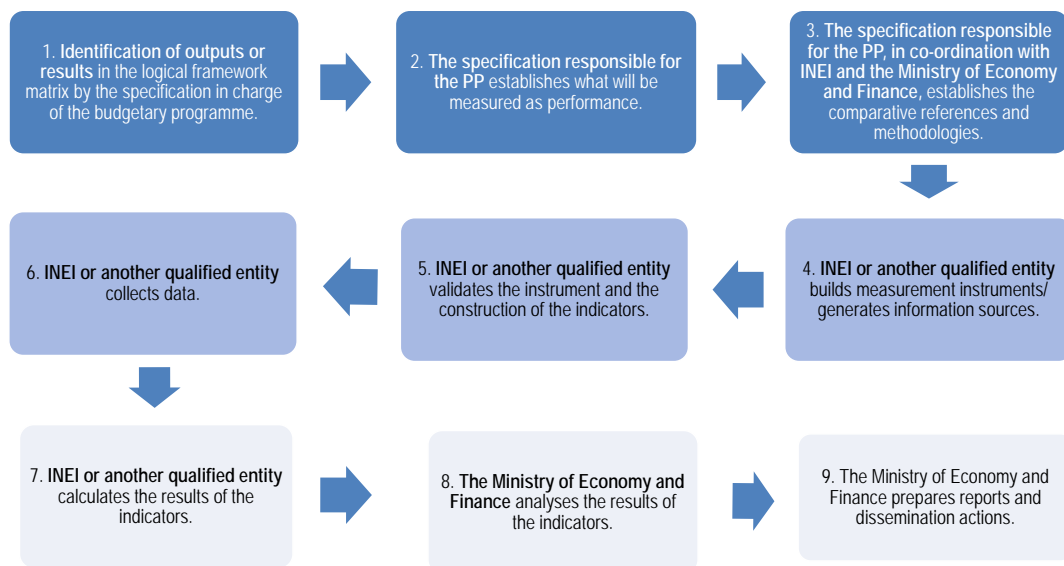 1. Identification of outputs or
results in the logical framework
matrix by the specification in charge
of the budgetary programme.
2. The specification responsible for
the PP establishes what will be
measured as performance.
3. The specification responsible
for the PP, in co-ordination with
INEI and the Ministry of Economy
and Finance, establishes the
comparative references and
methodologies.
4. INEI or another qualified entity
builds measurement instruments/
generates information sources.
5. INEI or another qualified entity
validates the instrument and the
construction of the indicators.
6. INEI or another qualified entity
collects data.
7. INEI or another qualified entity
calculates the results of the
indicators.
8. The Ministry of Economy and
Finance analyses the results of
the indicators.
9. The Ministry of Economy and
Finance prepares reports and
dissemination actions.